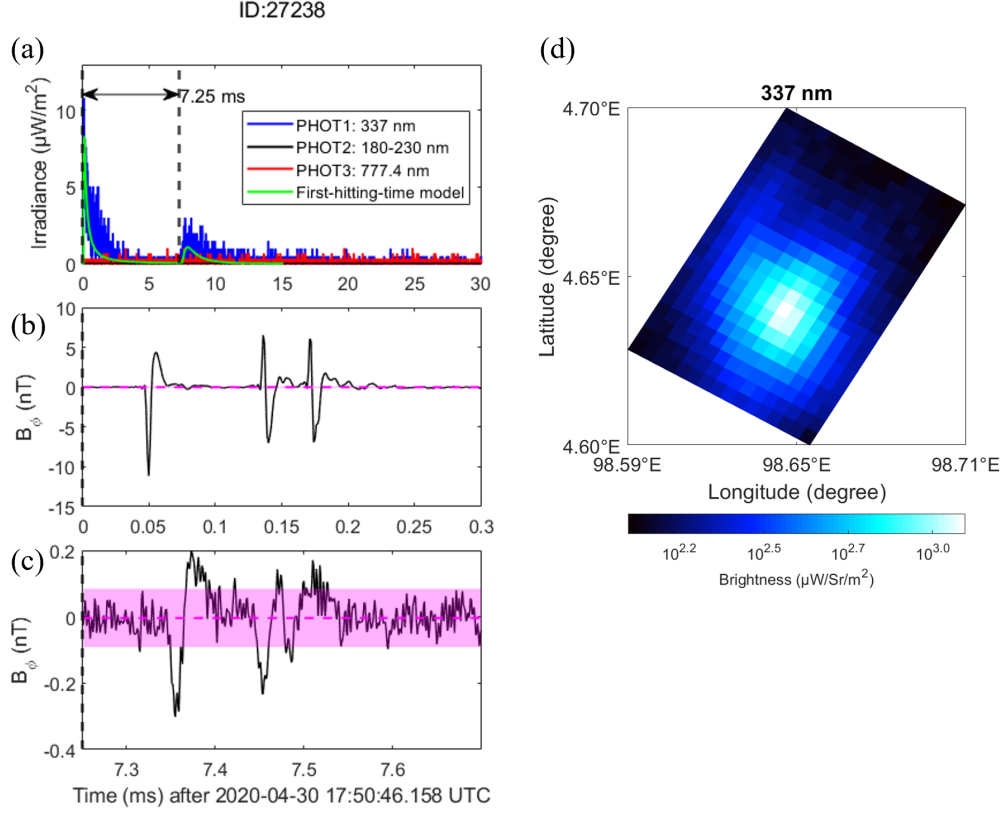 ID:27238
(a)
Irradiance (μW/m²)
10
5
0
7.25 ms
PHOT1: 337 nm
PHOT2: 180-230 nm
PHOT3: 777.4 nm
First-hitting-time model
0 5 10 15 20 25 30
(b)
B_ϕ (nT)
10
5
0
-5
-10
-15
0 0.05 0.1 0.15 0.2 0.25 0.3
(c)
B_ϕ (nT)
0.2
0
-0.2
-0.4
7.3 7.4 7.5 7.6
Time (ms) after 2020-04-30 17:50:46.158 UTC
(d)
337 nm
Latitude (degree)
4.70°N
4.65°N
4.60°N
98.59°E 98.65°E 98.71°E
Longitude (degree)
10^2.2 10^2.5 10^2.7 10^3.0
Brightness (μW/Sr/m²)